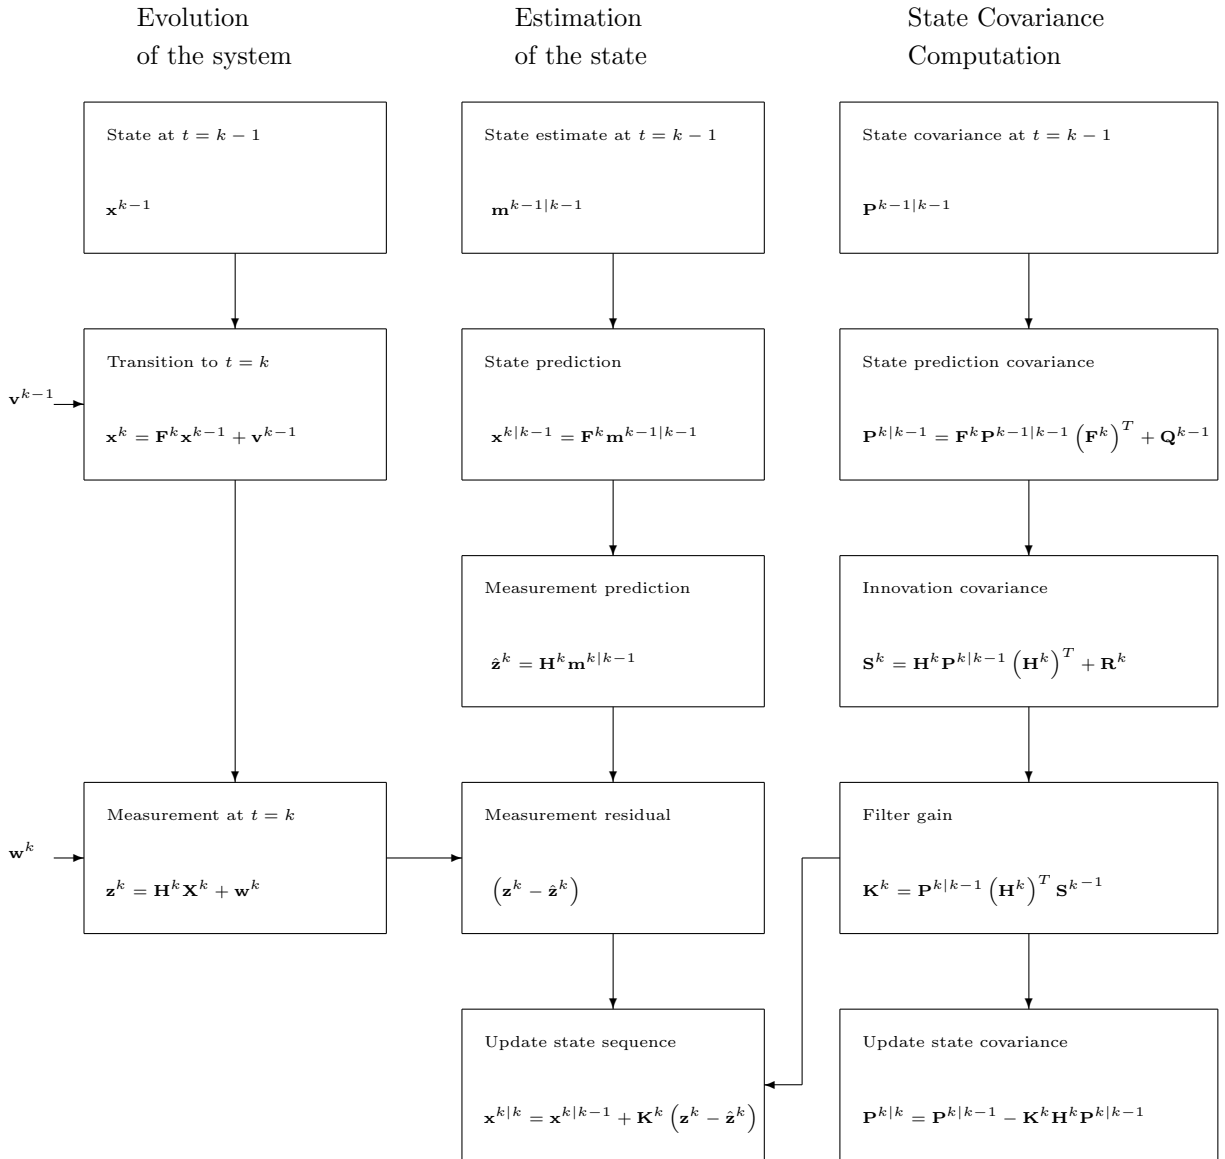 Evolution
of the system
Estimation
of the state
State Covariance
Computation
State at t = k − 1
x^{k−1}
State estimate at t = k − 1
m^{k−1|k−1}
State covariance at t = k − 1
P^{k−1|k−1}
v^{k−1}
Transition to t = k
x^k = F^k x^{k−1} + v^{k−1}
State prediction
x^{k|k−1} = F^k m^{k−1|k−1}
State prediction covariance
P^{k|k−1} = F^k P^{k−1|k−1} (F^k)^T + Q^{k−1}
Measurement prediction
ẑ^k = H^k m^{k|k−1}
Innovation covariance
S^k = H^k P^{k|k−1} (H^k)^T + R^k
w^k
Measurement at t = k
z^k = H^k X^k + w^k
Measurement residual
(z^k − ẑ^k)
Filter gain
K^k = P^{k|k−1} (H^k)^T S^{k−1}
Update state sequence
x^{k|k} = x^{k|k−1} + K^k (z^k − ẑ^k)
Update state covariance
P^{k|k} = P^{k|k−1} − K^k H^k P^{k|k−1}